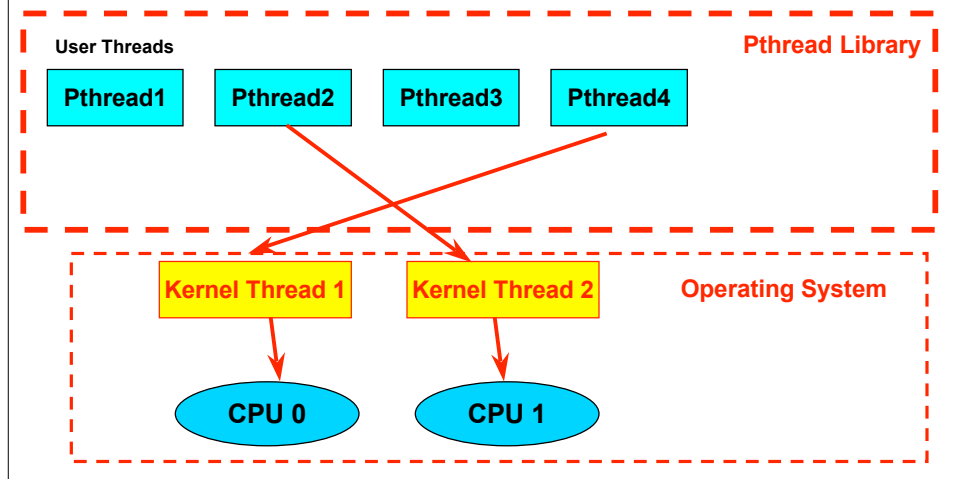 User Threads
Pthread Library
Pthread1
Pthread2
Pthread3
Pthread4
Kernel Thread 1
Kernel Thread 2
Operating System
CPU 0
CPU 1